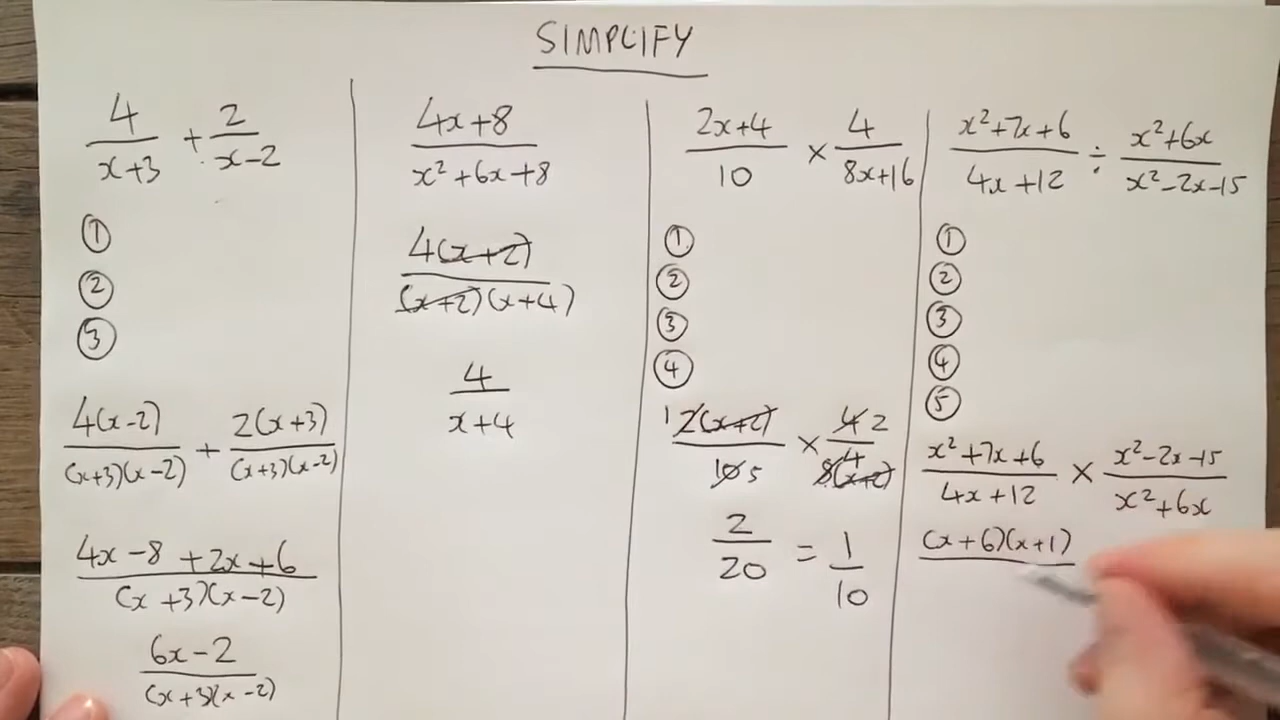 SIMPLIFY
4/(x+3) + 2/(x-2)
①
②
③
4(x-2)/(x+3)(x-2) + 2(x+3)/(x+3)(x-2)
4x-8+2x+6/(x+3)(x-2)
6x-2/(x+3)(x-2)
4x+8/x²+6x+8
4(x+2)/(x+2)(x+4)
4/x+4
2x+4/10 × 4/8x+16
①
②
③
④
1 2(x+2)/10 5 × 4 2/8(x+2) 4
2/20 = 1/10
x²+7x+6/4x+12 ÷ x²+6x/x²-2x-15
①
②
③
④
⑤
x²+7x+6/4x+12 × x²-2x-15/x²+6x
(x+6)(x+1)